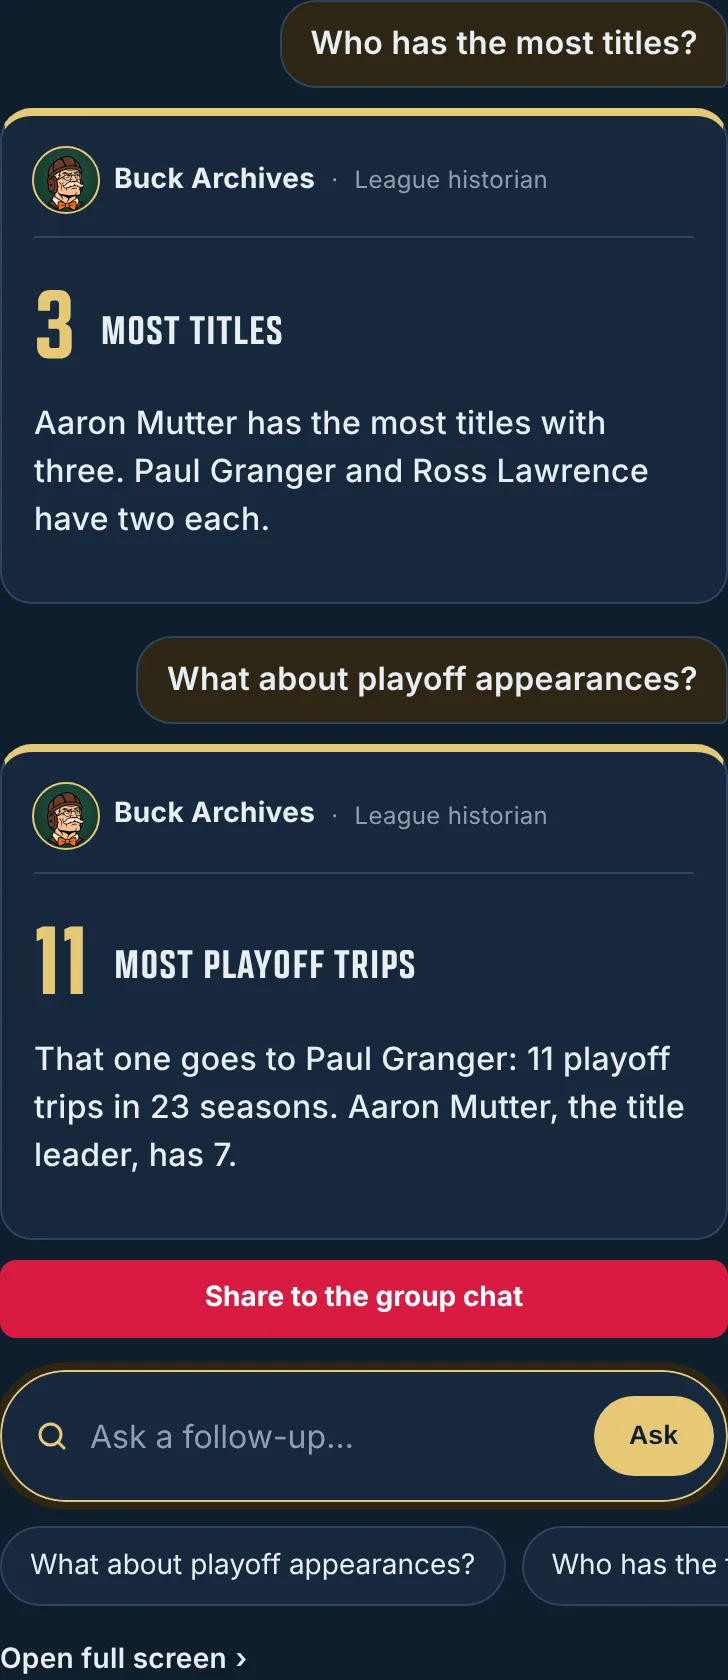 Who has the most titles?
Buck Archives · League historian
3 MOST TITLES
Aaron Mutter has the most titles with
three. Paul Granger and Ross Lawrence
have two each.
What about playoff appearances?
Buck Archives · League historian
11 MOST PLAYOFF TRIPS
That one goes to Paul Granger: 11 playoff
trips in 23 seasons. Aaron Mutter, the title
leader, has 7.
Share to the group chat
Ask a follow-up...
Ask
What about playoff appearances?
Who has the
Open full screen ›